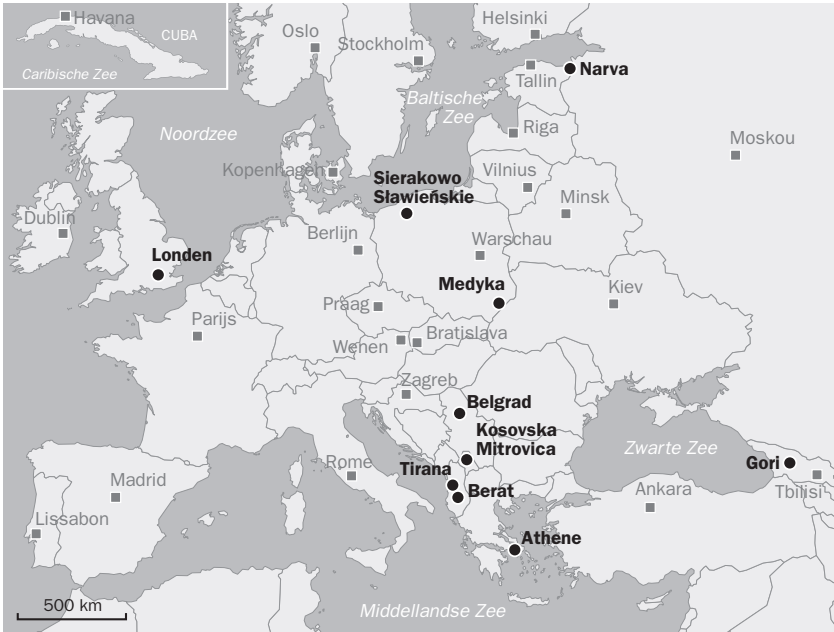 Havana
CUBA
Caribische Zee
Oslo
Stockholm
Helsinki
Tallin
Narva
Baltische
Zee
Noordzee
Riga
Moskou
Kopenhagen
Sierakowo
Sławieńskie
Vilnius
Minsk
Dublin
Londen
Berlijn
Warschau
Medyka
Kiev
Praag
Parijs
Wenen
Bratislava
Zagreb
Belgrad
Kosovska
Mitrovica
Zwarte Zee
Gori
Tbilisi
Rome
Tirana
Berat
Madrid
Ankara
Lissabon
Athene
500 km
Middellandse Zee